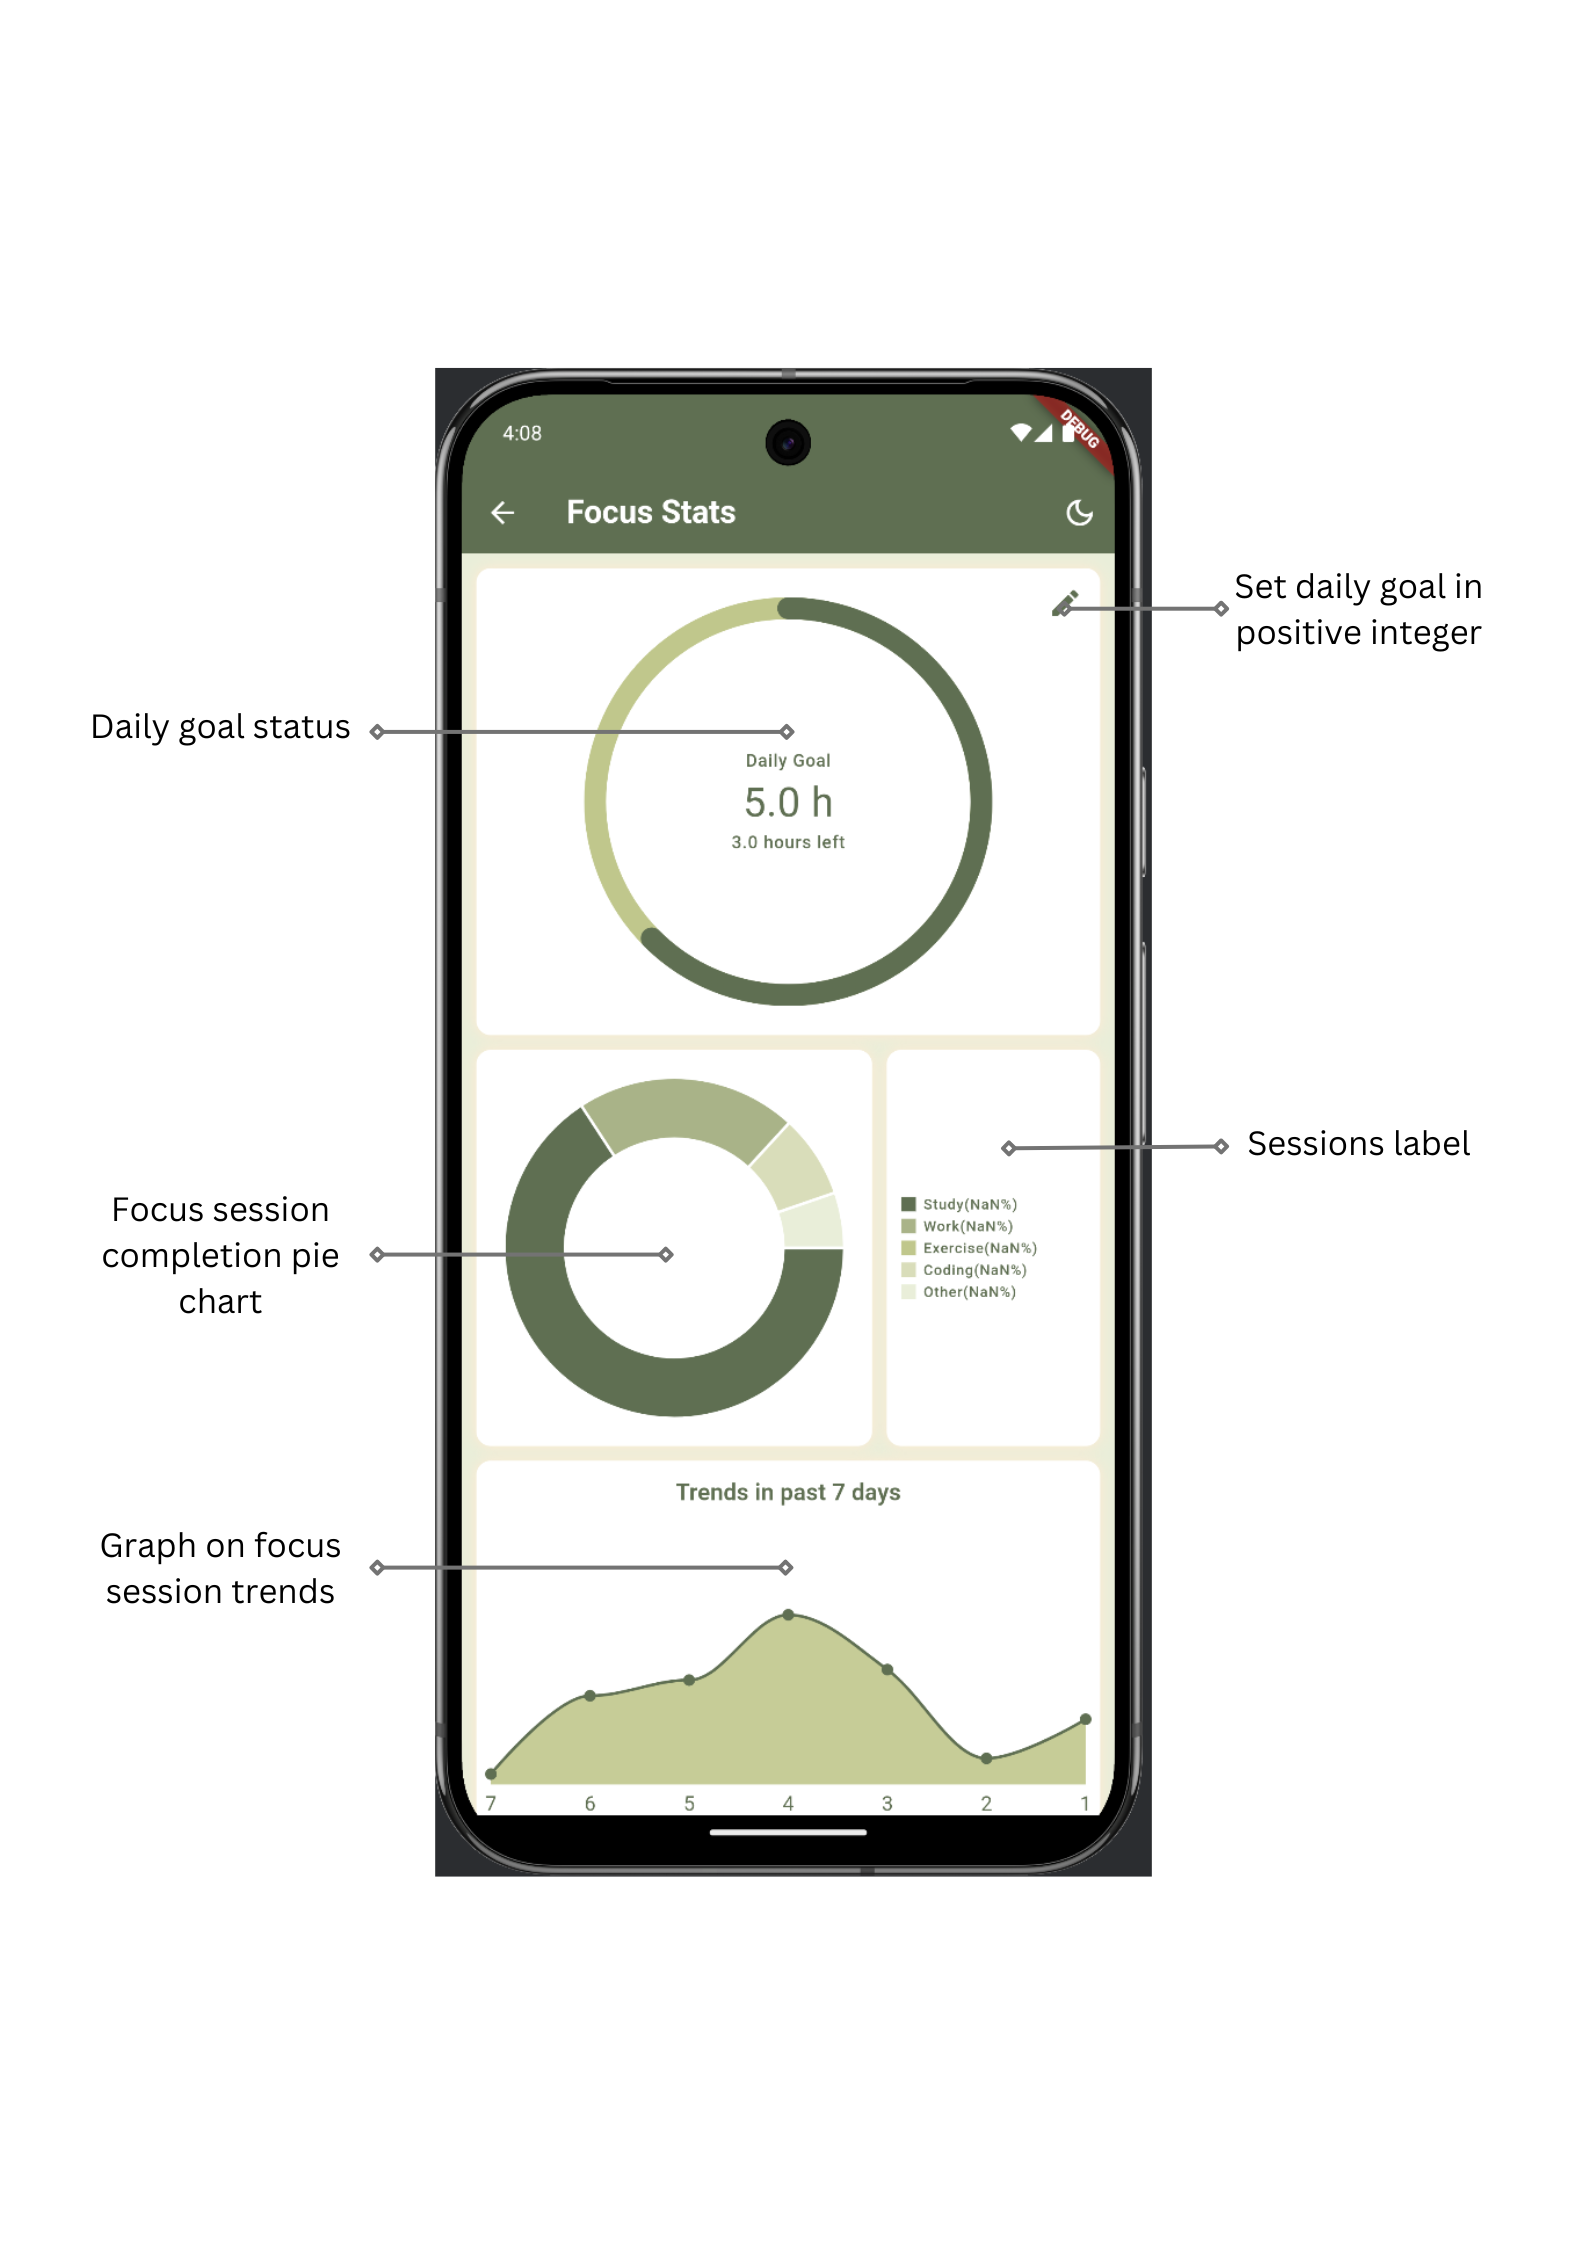 4:08
DEBUG
Focus Stats
Set daily goal in
positive integer
Daily goal status
Daily Goal
5.0 h
3.0 hours left
Sessions label
Focus session
completion pie
chart
Study(NaN%)
Work(NaN%)
Exercise(NaN%)
Coding(NaN%)
Other(NaN%)
Trends in past 7 days
Graph on focus
session trends
7 6 5 4 3 2 1